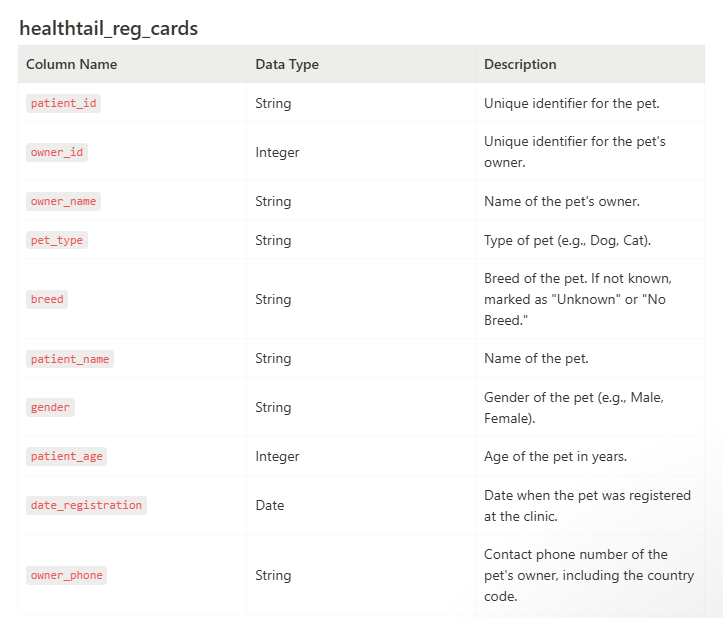 healthtail_reg_cards
Column Name Data Type Description
patient_id String Unique identifier for the pet.
owner_id Integer Unique identifier for the pet's
owner.
owner_name String Name of the pet's owner.
pet_type String Type of pet (e.g., Dog, Cat).
breed String Breed of the pet. If not known,
marked as "Unknown" or "No
Breed."
patient_name String Name of the pet.
gender String Gender of the pet (e.g., Male,
Female).
patient_age Integer Age of the pet in years.
date_registration Date Date when the pet was registered
at the clinic.
owner_phone String Contact phone number of the
pet's owner, including the country
code.